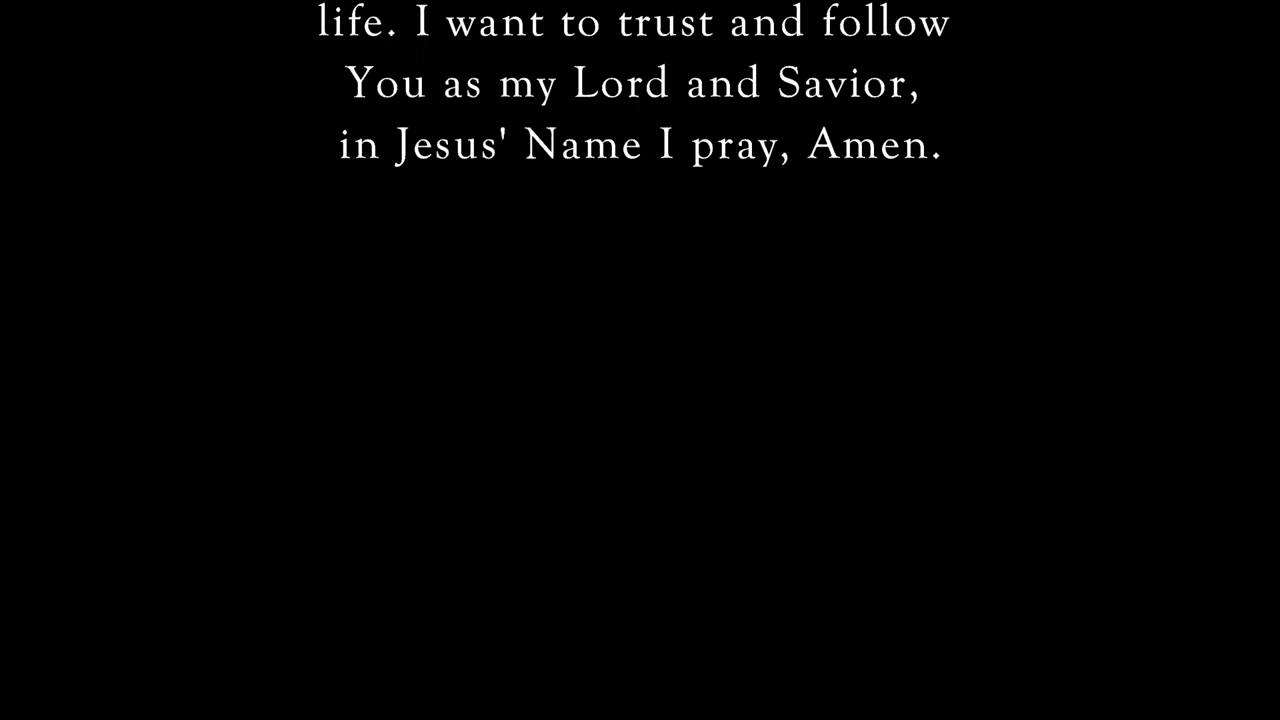 life. I want to trust and follow
You as my Lord and Savior,
in Jesus' Name I pray, Amen.